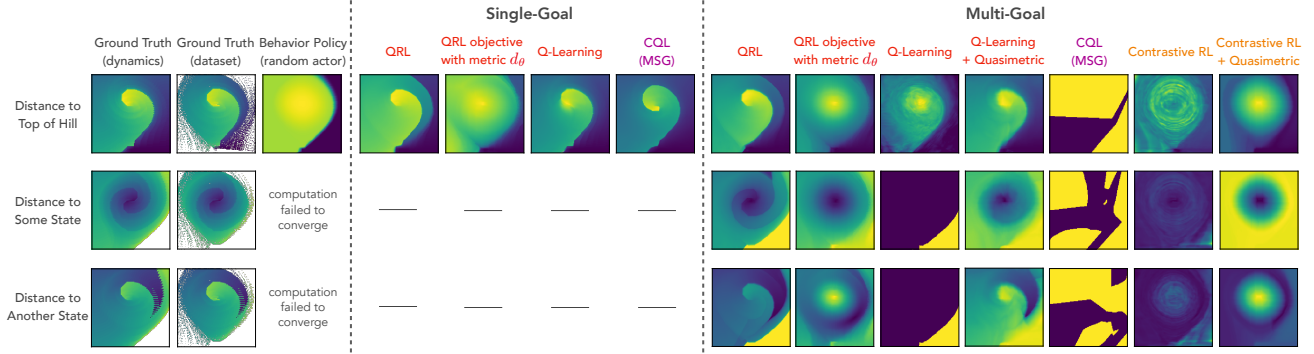 Single-Goal
Multi-Goal
Ground Truth
(dynamics)
Ground Truth
(dataset)
Behavior Policy
(random actor)
QRL
QRL objective
with metric dθ
Q-Learning
CQL
(MSG)
QRL
QRL objective
with metric dθ
Q-Learning
Q-Learning
+ Quasimetric
CQL
(MSG)
Contrastive RL
Contrastive RL
+ Quasimetric
Distance to
Top of Hill
Distance to
Some State
computation
failed to
converge
Distance to
Another State
computation
failed to
converge